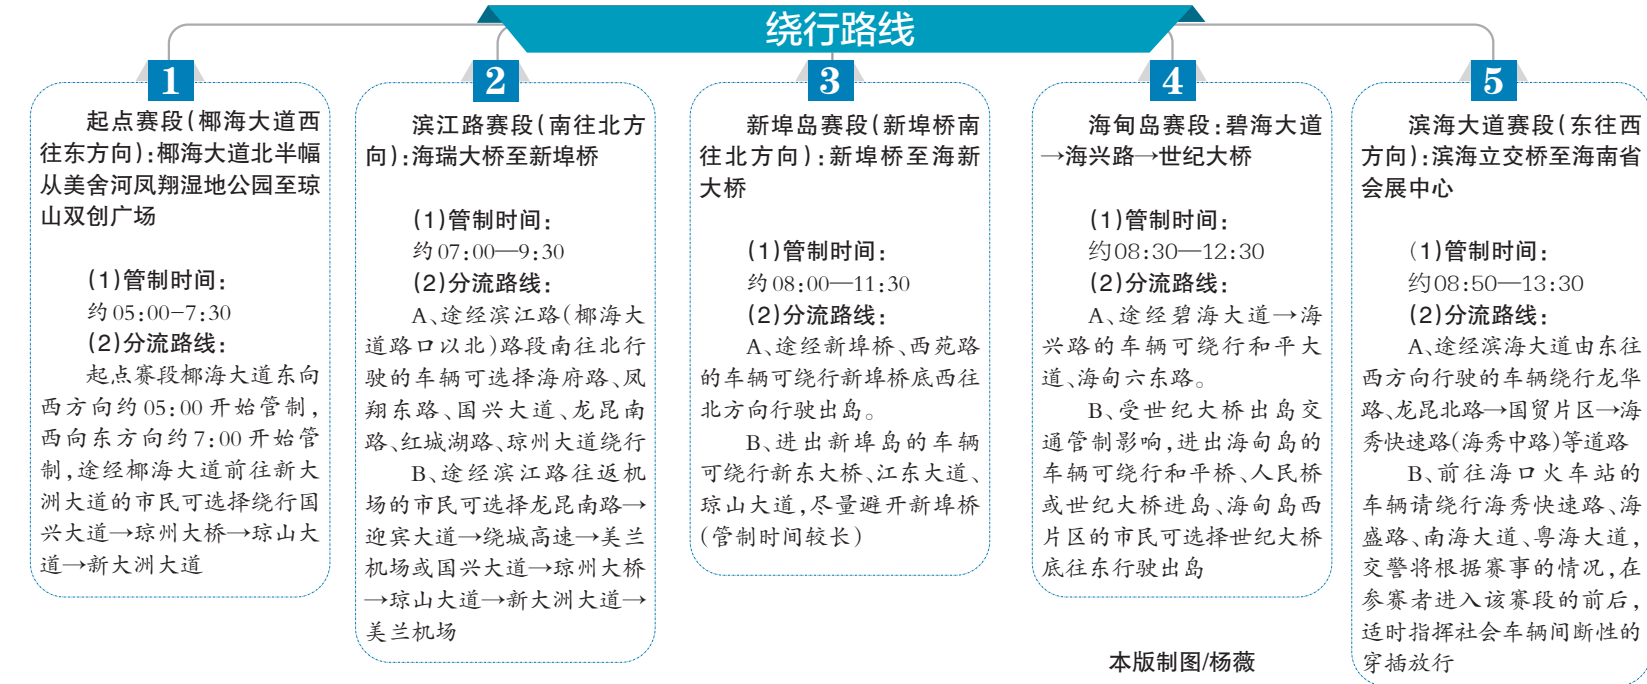 绕行路线
1
起点赛段(椰海大道西
往东方向):椰海大道北半幅
从美舍河凤翔湿地公园至琼
山双创广场
(1)管制时间:
约05:00-7:30
(2)分流路线:
起点赛段椰海大道东向
西方向约05:00开始管制,
西向东方向约7:00开始管
制,途经椰海大道前往新大
洲大道的市民可选择绕行国
兴大道→琼州大桥→琼山大
道→新大洲大道
2
滨江路赛段(南往北方
向):海瑞大桥至新埠桥
(1)管制时间:
约07:00—9:30
(2)分流路线:
A、途经滨江路(椰海大
道路口以北)路段南往北行
驶的车辆可选择海府路、凤
翔东路、国兴大道、龙昆南
路、红城湖路、琼州大道绕行
B、途经滨江路往返机
场的市民可选择龙昆南路→
迎宾大道→绕城高速→美兰
机场或国兴大道→琼州大桥
→琼山大道→新大洲大道→
美兰机场
3
新埠岛赛段(新埠桥南
往北方向):新埠桥至海新
大桥
(1)管制时间:
约08:00—11:30
(2)分流路线:
A、途经新埠桥、西苑路
的车辆可绕行新埠桥底西往
北方向行驶出岛。
B、进出新埠岛的车辆
可绕行新东大桥、江东大道、
琼山大道,尽量避开新埠桥
(管制时间较长)
4
海甸岛赛段:碧海大道
→海兴路→世纪大桥
(1)管制时间:
约08:30—12:30
(2)分流路线:
A、途经碧海大道→海
兴路的车辆可绕行和平大
道、海甸六东路。
B、受世纪大桥出岛交
通管制影响,进出海甸岛的
车辆可绕行和平桥、人民桥
或世纪大桥进岛、海甸岛西
片区的市民可选择世纪大桥
底往东行驶出岛
5
滨海大道赛段(东往西
方向):滨海立交桥至海南省
会展中心
(1)管制时间:
约08:50—13:30
(2)分流路线:
A、途经滨海大道由东往
西方向行驶的车辆绕行龙华
路、龙昆北路→国贸片区→海
秀快速路(海秀中路)等道路
B、前往海口火车站的
车辆请绕行海秀快速路、海
盛路、南海大道、粤海大道,
交警将根据赛事的情况,在
参赛者进入该赛段的前后,
适时指挥社会车辆间断性的
穿插放行
本版制图/杨薇